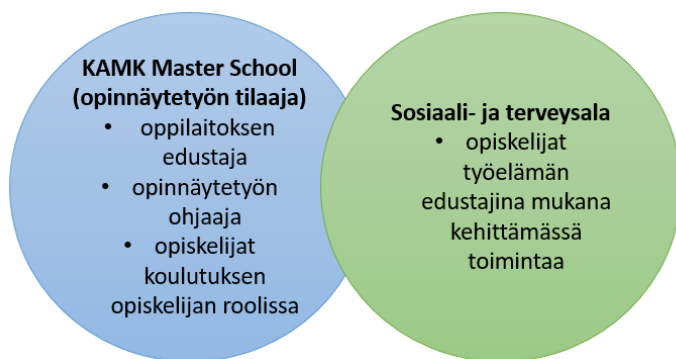 KAMK Master School
(opinnäytetyön tilaaja)
• oppilaitoksen
edustaja
• opinnäytetyön
ohjaaja
• opiskelijat
koulutuksen
opiskelijan roolissa
Sosiaali- ja terveysala
• opiskelijat
työelämän
edustajina mukana
kehittämässä
toimintaa